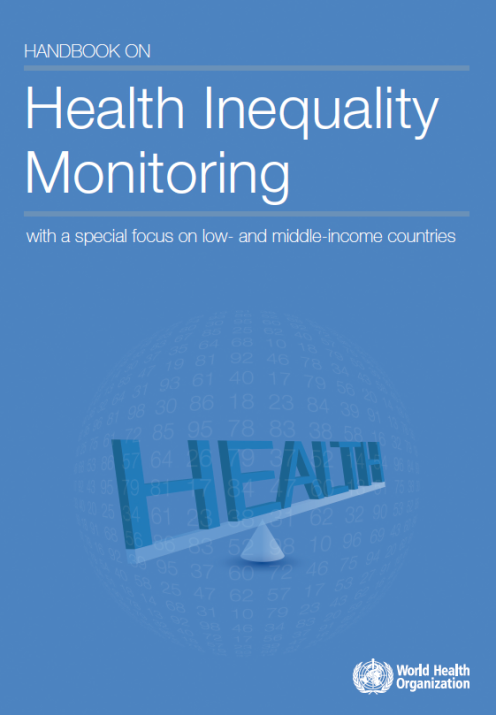 HANDBOOK ON
Health Inequality
Monitoring
with a special focus on low- and middle-income countries
HEALTH
World Health
Organization